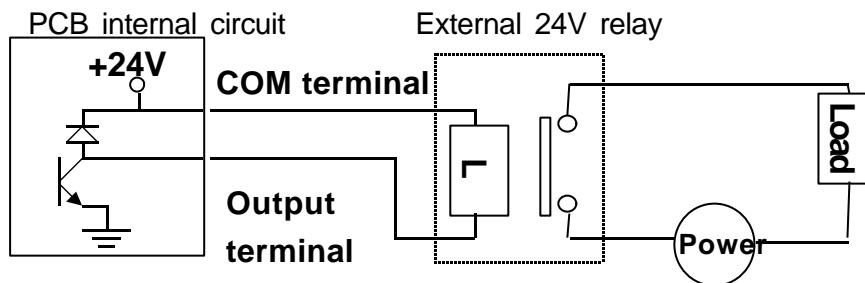 PCB internal circuit
External 24V relay
+24V
COM terminal
L
Load
Output
terminal
Power